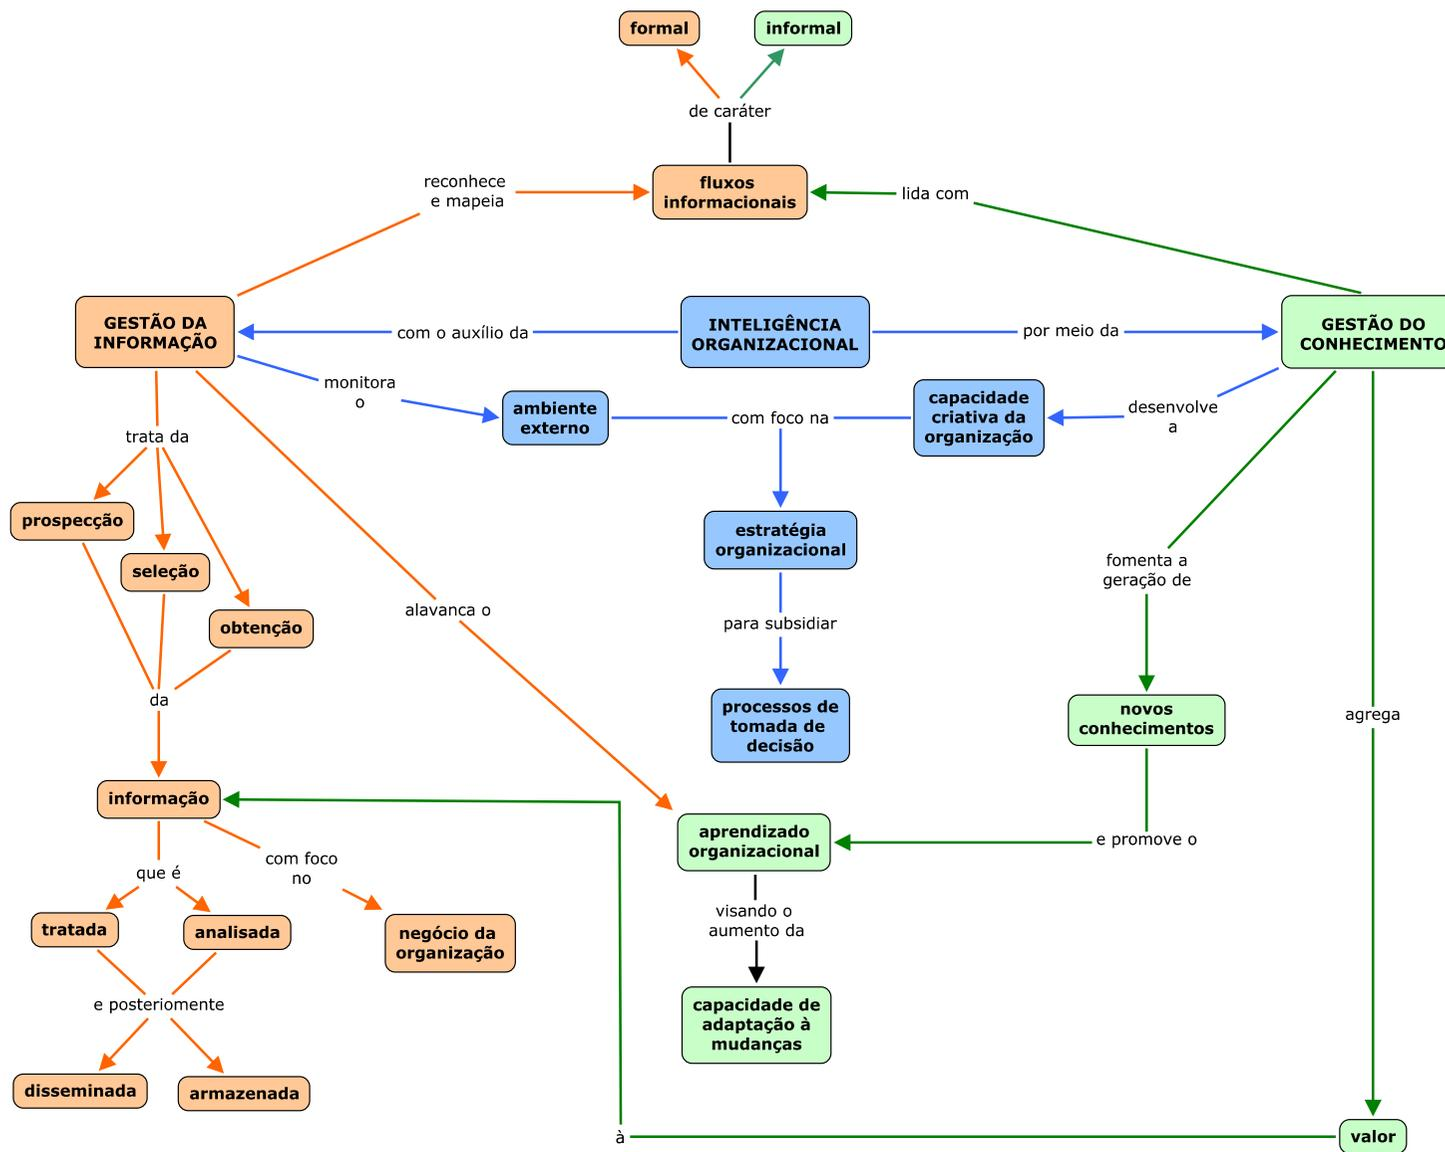 formal
informal
de caráter
fluxos
informacionais
reconhece
e mapeia
lida com
GESTÃO DA
INFORMAÇÃO
com o auxílio da
INTELIGÊNCIA
ORGANIZACIONAL
por meio da
GESTÃO DO
CONHECIMENTO
monitora
o
ambiente
externo
com foco na
capacidade
criativa da
organização
desenvolve
a
trata da
prospecção
seleção
obtenção
da
alavanca o
estratégia
organizacional
para subsidiar
processos de
tomada de
decisão
fomenta a
geração de
novos
conhecimentos
agrega
informação
aprendizado
organizacional
e promove o
que é
com foco
no
tratada
analisada
negócio da
organização
visando o
aumento da
e posteriomente
capacidade de
adaptação à
mudanças
disseminada
armazenada
à
valor